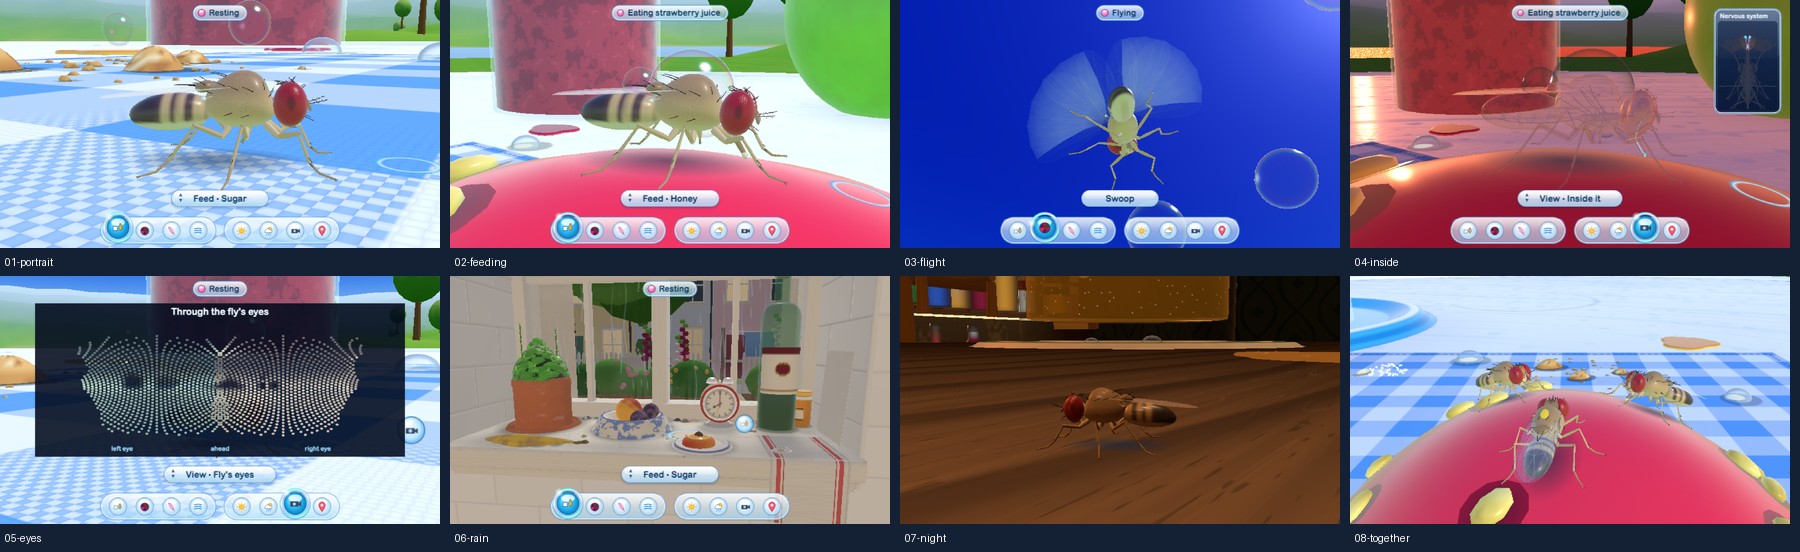 Resting
Feed • Sugar
01-portrait
Eating strawberry juice
Feed • Honey
02-feeding
Flying
Swoop
03-flight
Eating strawberry juice
Nervous system
View • Inside it
04-inside
Resting
Through the fly's eyes
left eye
ahead
right eye
View • Fly's eyes
05-eyes
Resting
Feed • Sugar
06-rain
07-night
08-together